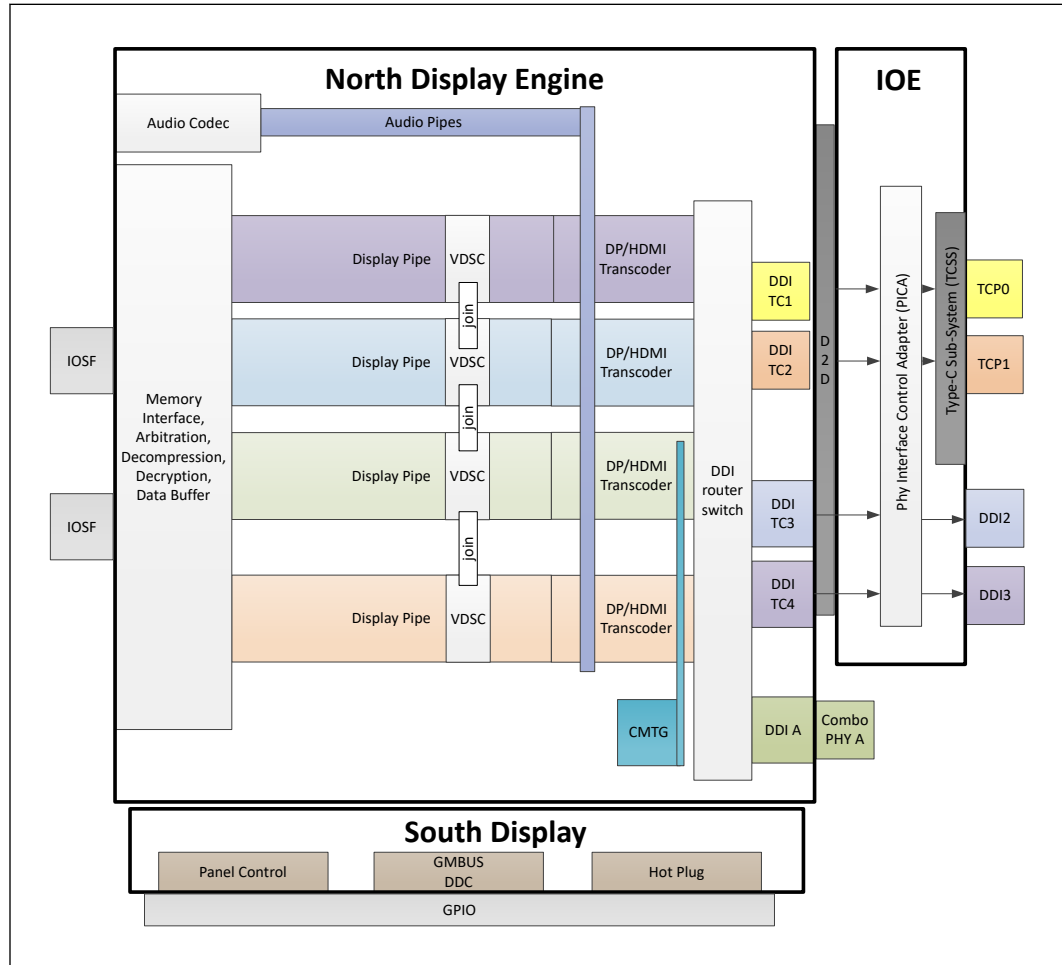 North Display Engine
IOE
Audio Codec
Audio Pipes
Display Pipe
VDSC
DP/HDMI
Transcoder
join
Display Pipe
VDSC
DP/HDMI
Transcoder
join
Display Pipe
VDSC
DP/HDMI
Transcoder
join
Display Pipe
VDSC
DP/HDMI
Transcoder
IOSF
IOSF
Memory
Interface,
Arbitration,
Decompression,
Decryption,
Data Buffer
DDI
router
switch
DDI
TC1
DDI
TC2
DDI
TC3
DDI
TC4
DDI A
Combo
PHY A
CMTG
D
2
D
Phy Interface Control Adapter (PICA)
Type-C Sub-System (TCSS)
TCP0
TCP1
DDI2
DDI3
South Display
Panel Control
GMBUS
DDC
Hot Plug
GPIO